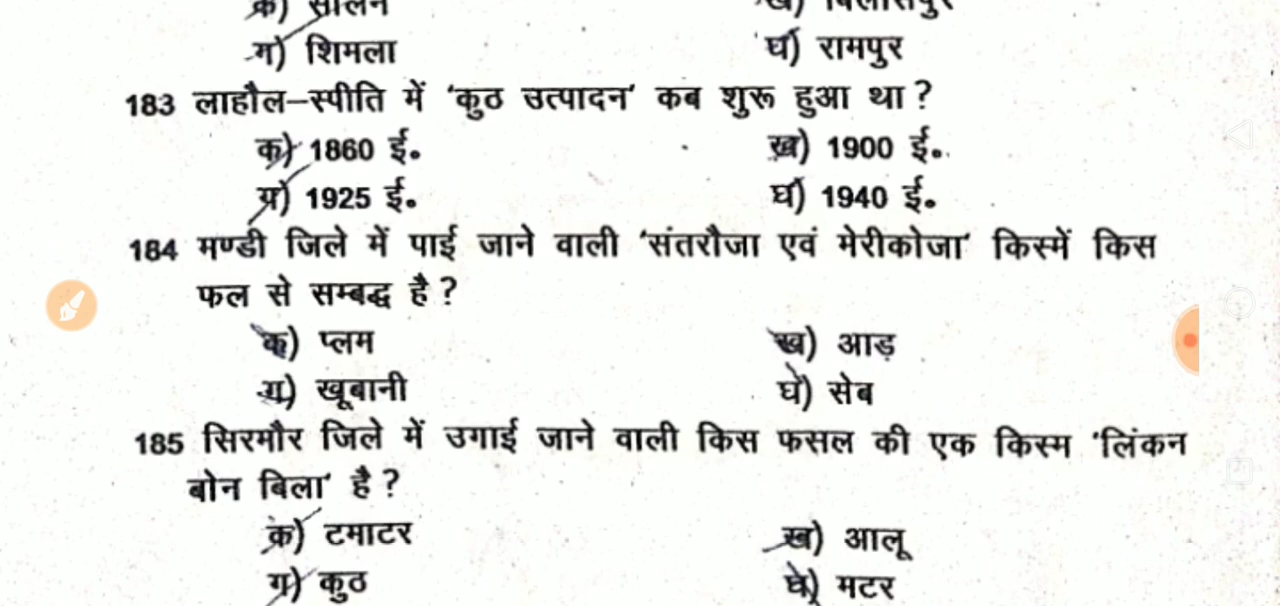 ग) शिमला घ) रामपुर
183 लाहौल–स्पीति में ‘कुठ उत्पादन’ कब शुरू हुआ था ?
क) 1860 ई. ख) 1900 ई.
ग) 1925 ई. घ) 1940 ई.
184 मण्डी जिले में पाई जाने वाली ‘संतरौजा एवं मेरीकोजा’ किस्में किस
फल से सम्बद्ध है ?
क) प्लम ख) आड़
ग) खूबानी घ) सेब
185 सिरमौर जिले में उगाई जाने वाली किस फसल की एक किस्म ‘लिंकन
बोन बिला’ है ?
क) टमाटर ख) आलू
ग) कुठ घ) मटर